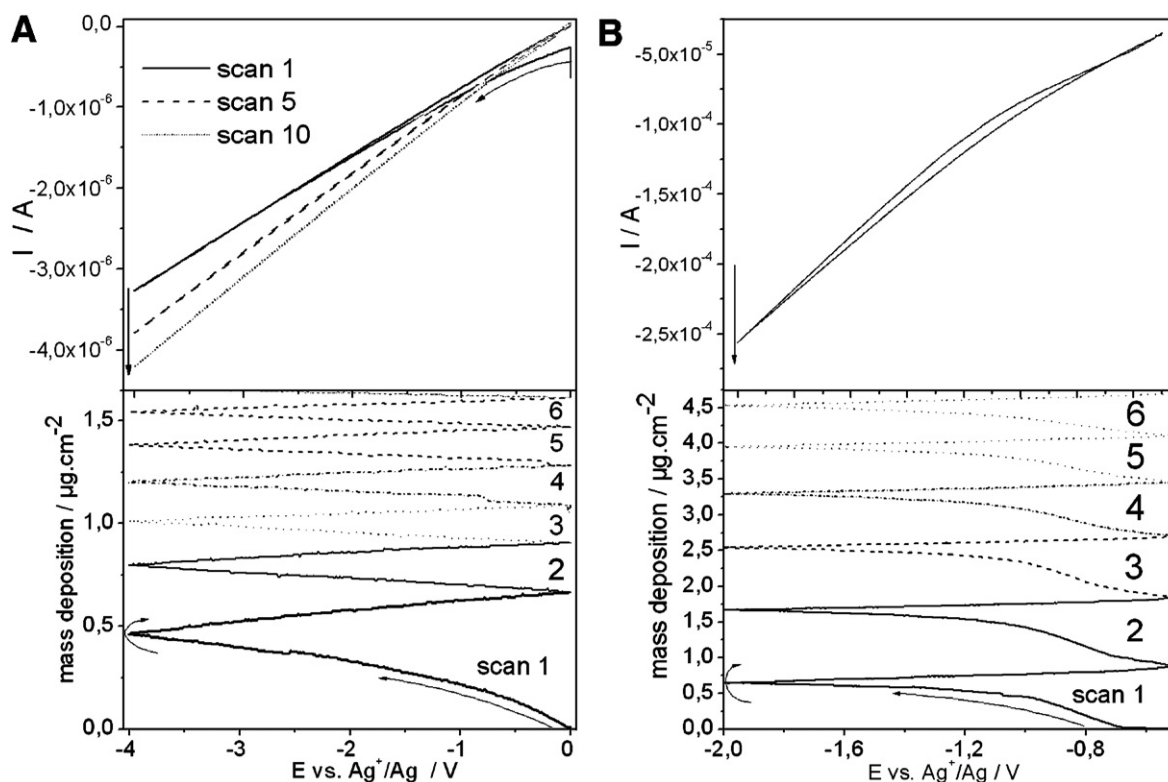 A
0,0
-1,0x10⁻⁶
-2,0x10⁻⁶
-3,0x10⁻⁶
-4,0x10⁻⁶
I / A
scan 1
scan 5
scan 10
1,5
1,0
0,5
0,0
mass deposition / µg.cm⁻²
6
5
4
3
2
scan 1
-4 -3 -2 -1 0
E vs. Ag⁺/Ag / V
B
-5,0x10⁻⁵
-1,0x10⁻⁴
-1,5x10⁻⁴
-2,0x10⁻⁴
-2,5x10⁻⁴
I / A
4,5
4,0
3,5
3,0
2,5
2,0
1,5
1,0
0,5
0,0
mass deposition / µg.cm⁻²
6
5
4
3
2
scan 1
-2,0 -1,6 -1,2 -0,8
E vs. Ag⁺/Ag / V